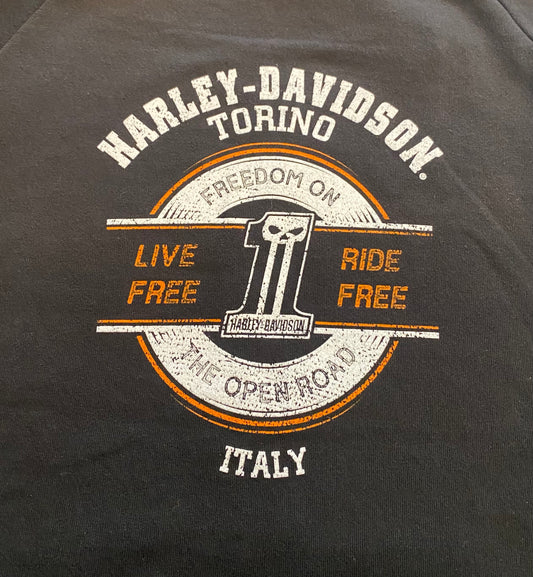 HARLEY-DAVIDSON®
TORINO
FREEDOM ON
LIVE FREE
1
RIDE FREE
HARLEY-DAVIDSON
THE OPEN ROAD
ITALY